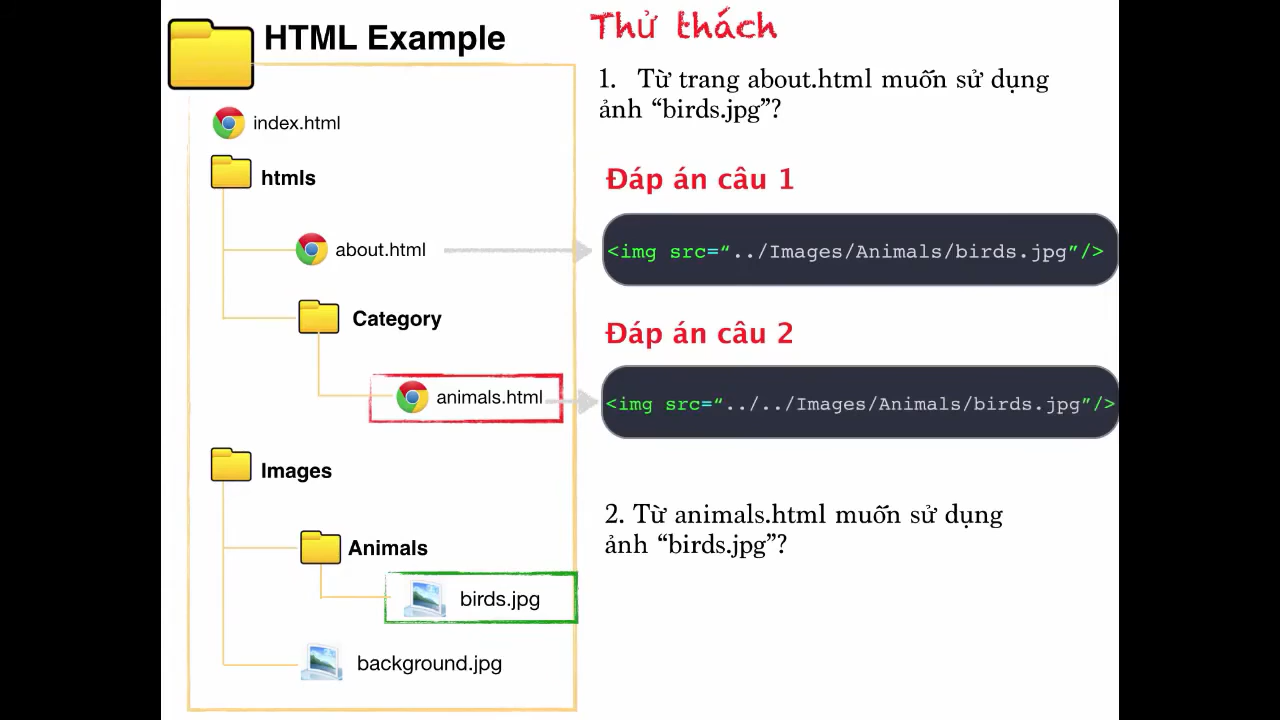 HTML Example
index.html
htmls
about.html
Category
animals.html
Images
Animals
birds.jpg
background.jpg
Thử thách
1. Từ trang about.html muốn sử dụng
ảnh “birds.jpg”?
Đáp án câu 1
<img src=“../Images/Animals/birds.jpg”/>
Đáp án câu 2
<img src=“../../Images/Animals/birds.jpg”/>
2. Từ animals.html muốn sử dụng
ảnh “birds.jpg”?